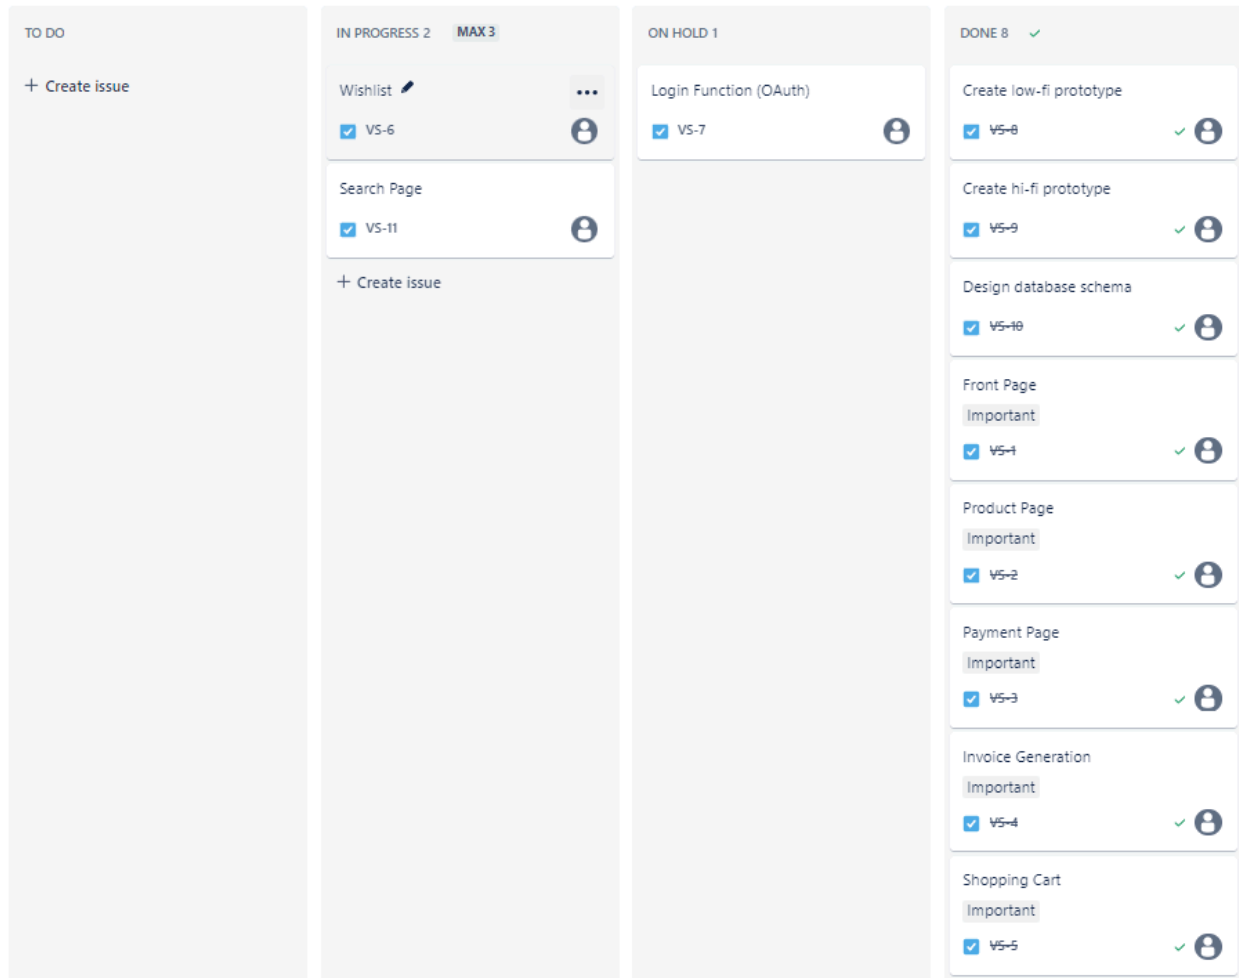 TO DO
+ Create issue
IN PROGRESS 2 MAX 3
Wishlist
VS-6
Search Page
VS-11
+ Create issue
ON HOLD 1
Login Function (OAuth)
VS-7
DONE 8
Create low-fi prototype
VS-8
Create hi-fi prototype
VS-9
Design database schema
VS-10
Front Page
Important
VS-1
Product Page
Important
VS-2
Payment Page
Important
VS-3
Invoice Generation
Important
VS-4
Shopping Cart
Important
VS-5